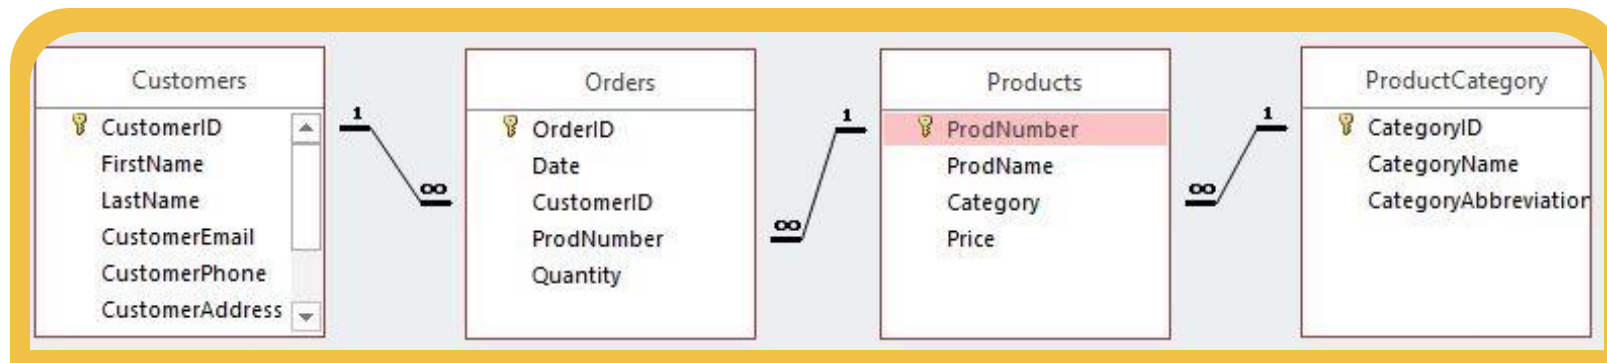 Customers
CustomerID
FirstName
LastName
CustomerEmail
CustomerPhone
CustomerAddress
1
∞
Orders
OrderID
Date
CustomerID
ProdNumber
Quantity
1
∞
Products
ProdNumber
ProdName
Category
Price
1
∞
ProductCategory
CategoryID
CategoryName
CategoryAbbreviation